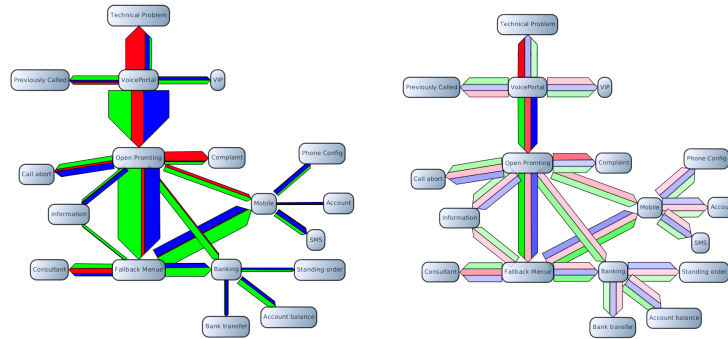 Technical Problem
Previously Called
VoicePortal
VIP
Open Promting
Complaint
Call abort
Phone Config
Information
Mobile
Account
SMS
Consultant
Fallback Menue
Banking
Standing order
Bank transfer
Account balance
Technical Problem
Previously Called
VoicePortal
VIP
Open Promting
Complaint
Call abort
Phone Config
Information
Mobile
Accou
SMS
Consultant
Fallback Menue
Banking
Standing order
Bank transfer
Account balance